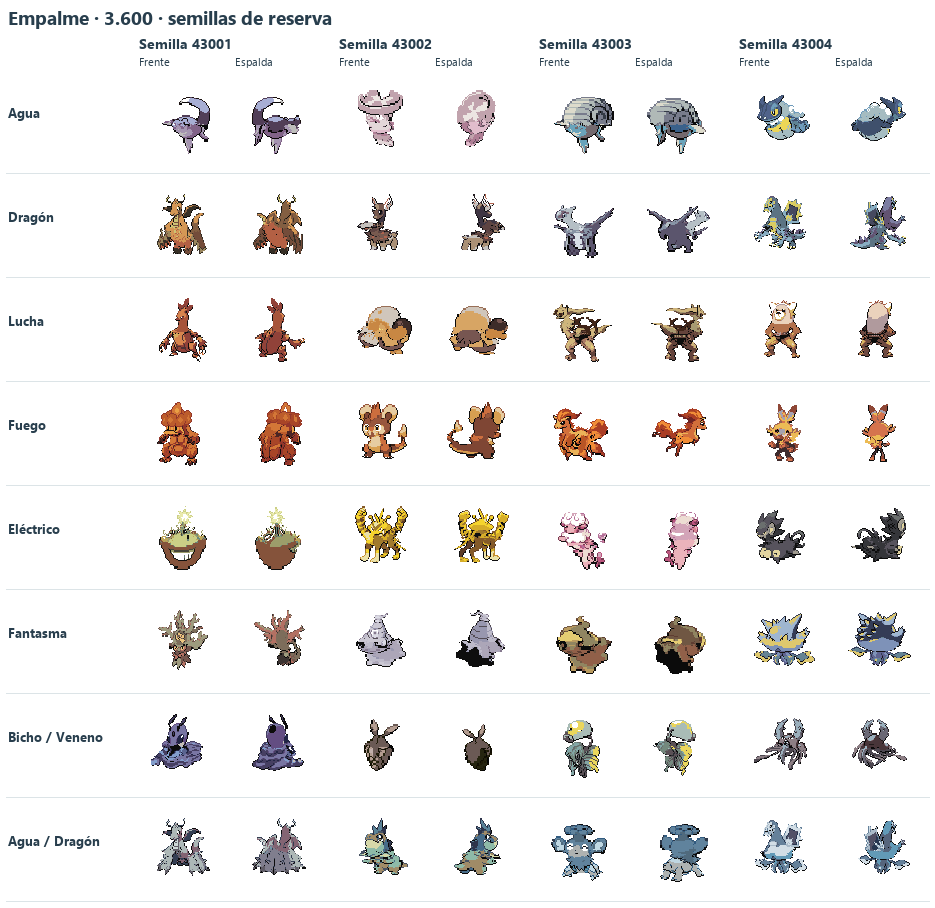 Empalme · 3.600 · semillas de reserva
Semilla 43001 Semilla 43002 Semilla 43003 Semilla 43004
Frente Espalda Frente Espalda Frente Espalda Frente Espalda
Agua
Dragón
Lucha
Fuego
Eléctrico
Fantasma
Bicho / Veneno
Agua / Dragón